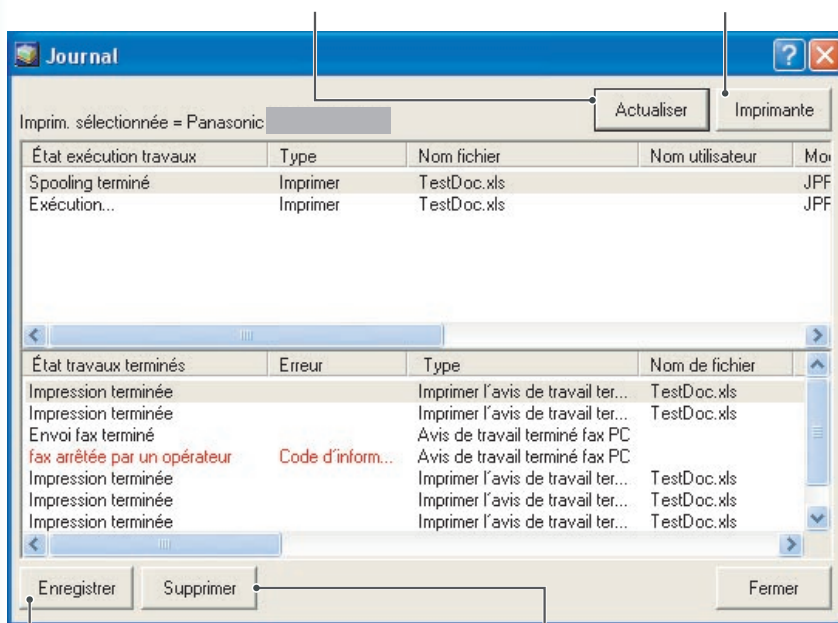 Journal
Actualiser Imprimante
Imprim. sélectionnée = Panasonic
État exécution travaux Type Nom fichier Nom utilisateur Mo
Spooling terminé Imprimer TestDoc.xls JPF
Exécution... Imprimer TestDoc.xls JPF
État travaux terminés Erreur Type Nom de fichier
Impression terminée Imprimer l´avis de travail ter... TestDoc.xls
Impression terminée Imprimer l´avis de travail ter... TestDoc.xls
Envoi fax terminé Avis de travail terminé fax PC
fax arrêtée par un opérateur Code d´inform... Avis de travail terminé fax PC
Impression terminée Imprimer l´avis de travail ter... TestDoc.xls
Impression terminée Imprimer l´avis de travail ter... TestDoc.xls
Impression terminée Imprimer l´avis de travail ter... TestDoc.xls
Enregistrer Supprimer Fermer